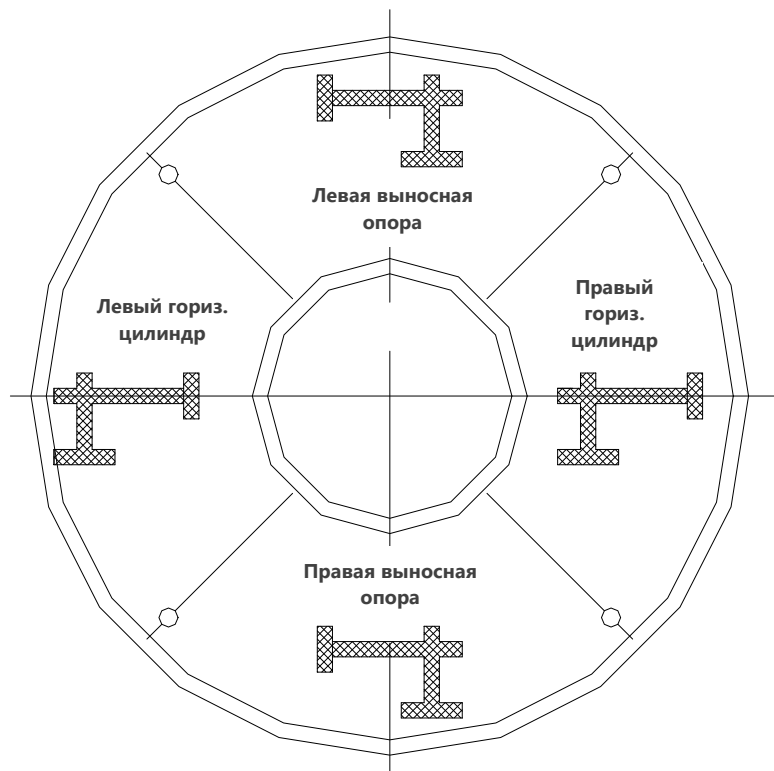 Левая выносная
опора
Левый гориз.
цилиндр
Правый
гориз.
цилиндр
Правая выносная
опора